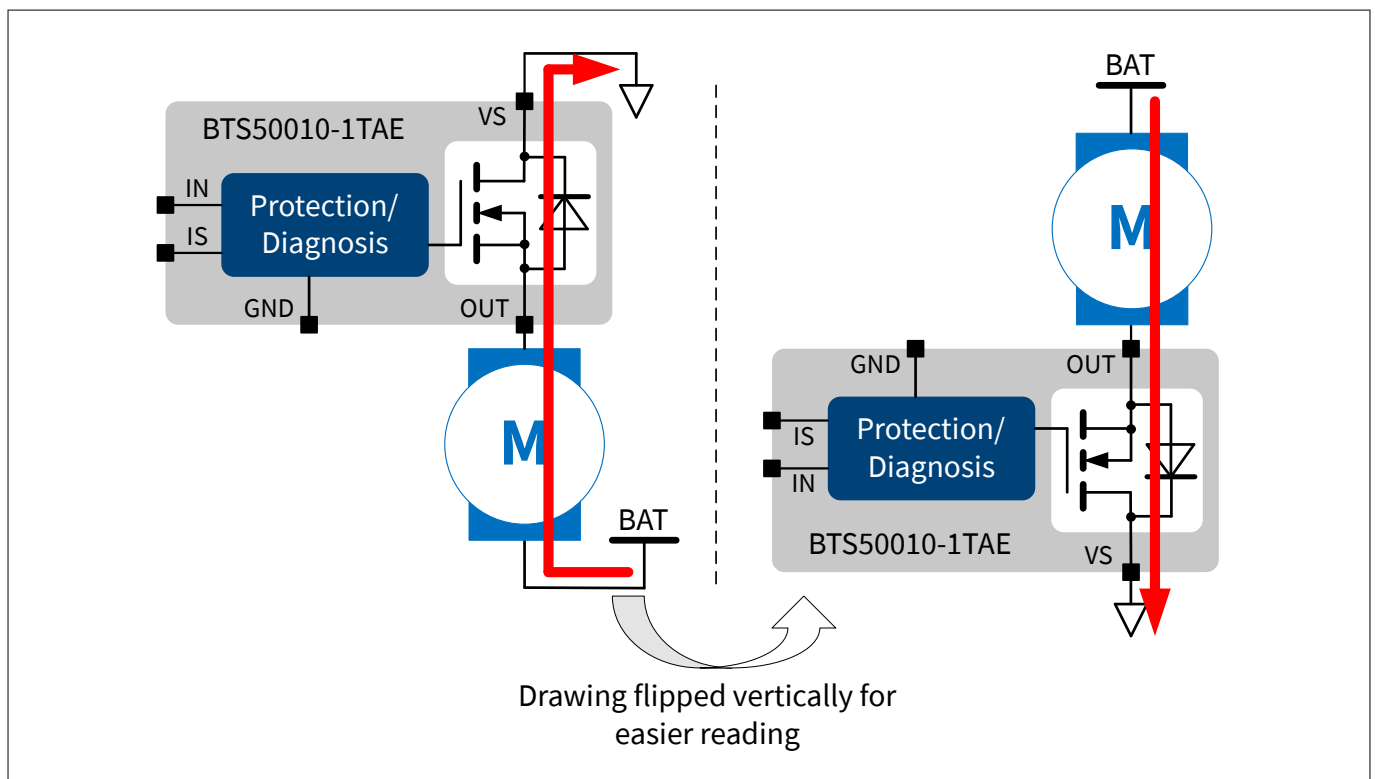 VS
BTS50010-1TAE
IN
Protection/
Diagnosis
IS
GND
OUT
M
BAT
BAT
M
GND
OUT
IS
Protection/
Diagnosis
IN
BTS50010-1TAE
VS
Drawing flipped vertically for
easier reading